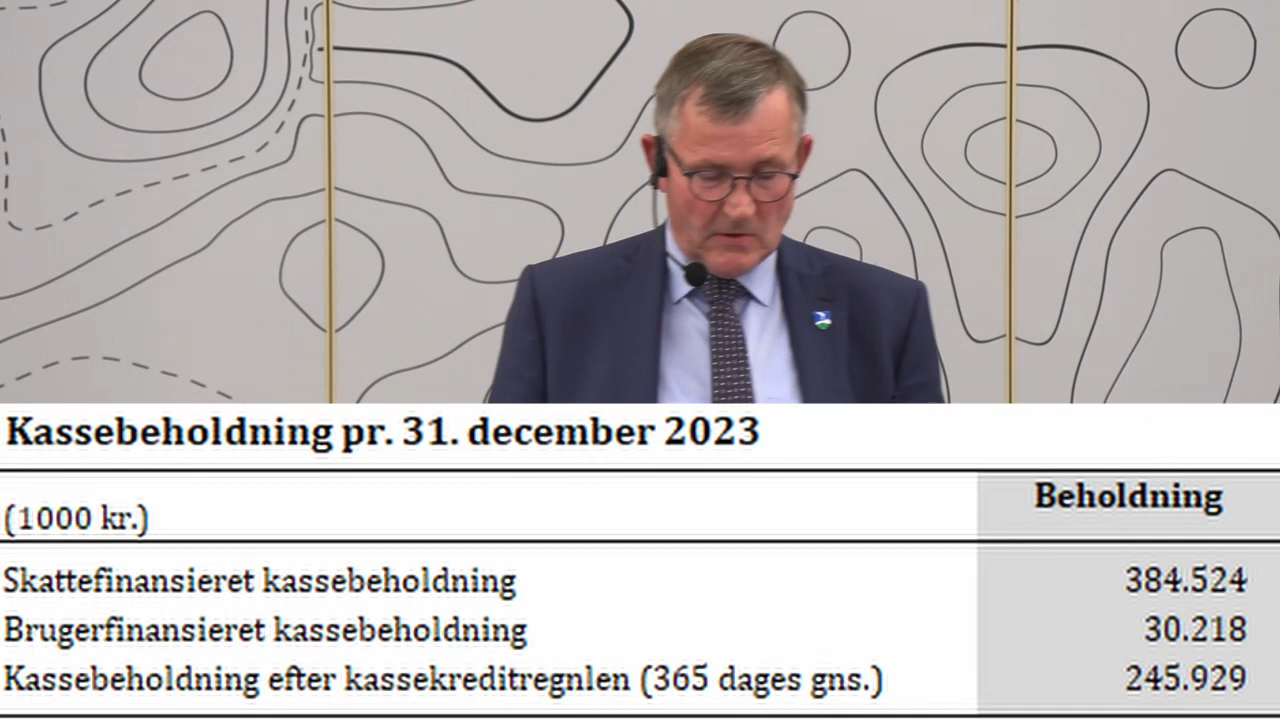 Kassebeholdning pr. 31. december 2023
Beholdning
(1000 kr.)
Skattefinansieret kassebeholdning 384.524
Brugerfinansieret kassebeholdning 30.218
Kassebeholdning efter kassekreditregnlen (365 dages gns.) 245.929